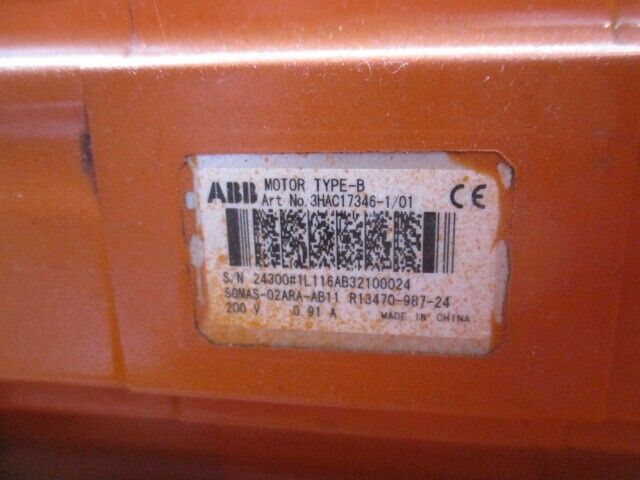 ABB MOTOR TYPE-B
Art No. 3HAC17346-1/01
CE
S/N 24300#1L116AB32100024
SGMAS-02ARA-AB11 R13470-987-24
200 V 0.91 A MADE IN CHINA